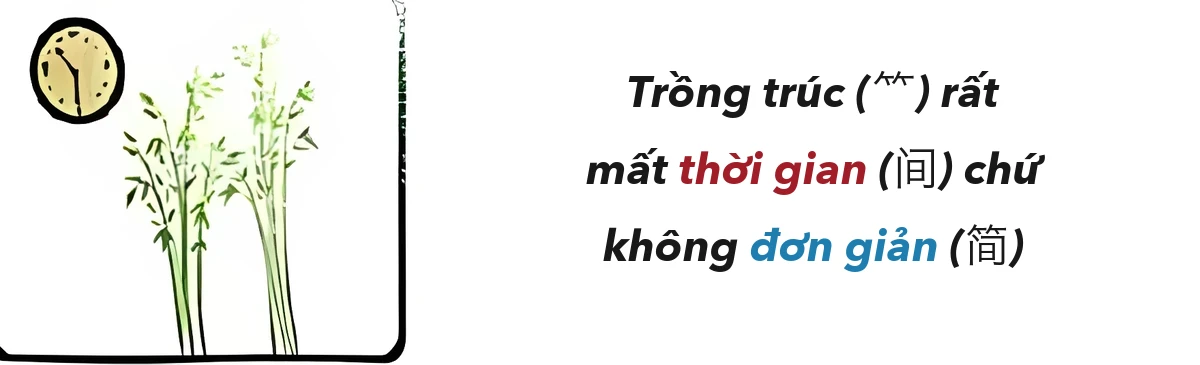 Trồng trúc (⺮) rất
mất thời gian (间) chứ
không đơn giản (简)